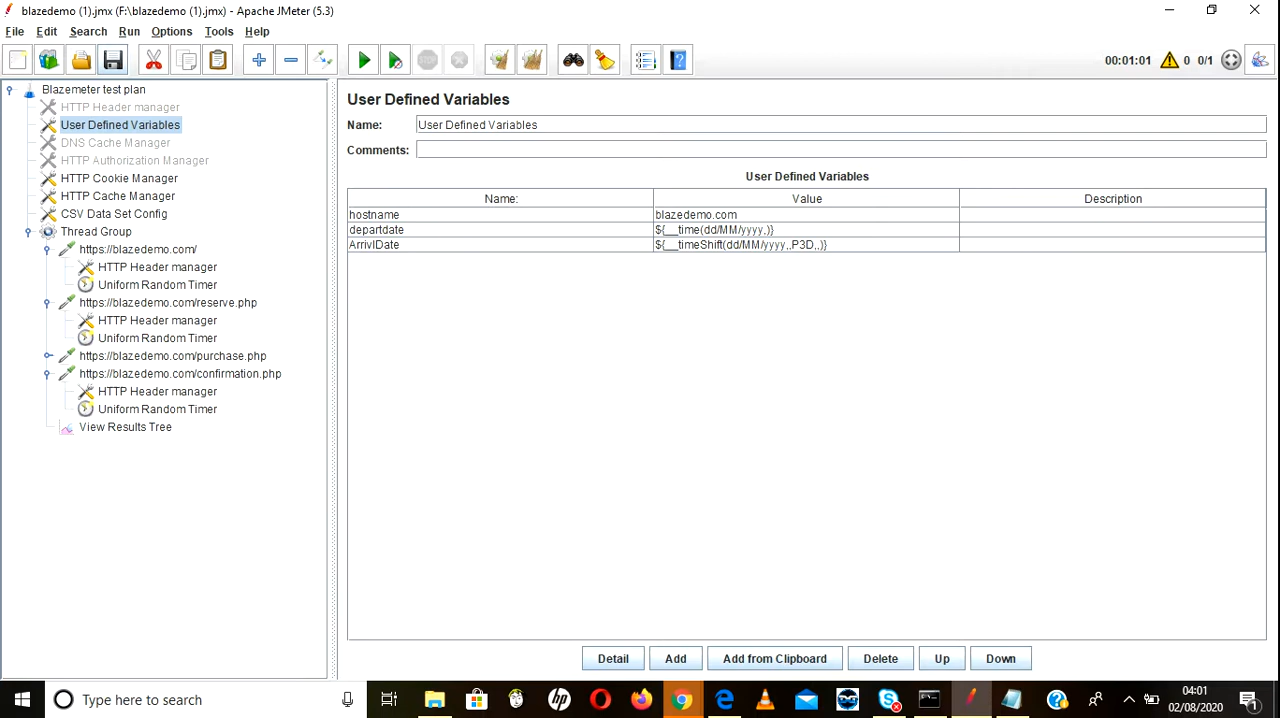 blazedemo (1).jmx (F:\blazedemo (1).jmx) - Apache JMeter (5.3)
File Edit Search Run Options Tools Help
00:01:01 0 0/1
Blazemeter test plan
HTTP Header manager
User Defined Variables
DNS Cache Manager
HTTP Authorization Manager
HTTP Cookie Manager
HTTP Cache Manager
CSV Data Set Config
Thread Group
https://blazedemo.com/
HTTP Header manager
Uniform Random Timer
https://blazedemo.com/reserve.php
HTTP Header manager
Uniform Random Timer
https://blazedemo.com/purchase.php
https://blazedemo.com/confirmation.php
HTTP Header manager
Uniform Random Timer
View Results Tree
User Defined Variables
Name: User Defined Variables
Comments:
User Defined Variables
Name: Value Description
hostname blazedemo.com
departdate ${__time(dd/MM/yyyy,)}
ArrivlDate ${__timeShift(dd/MM/yyyy,,P3D,,)}
Detail Add Add from Clipboard Delete Up Down
Type here to search
04:01
02/08/2020
1